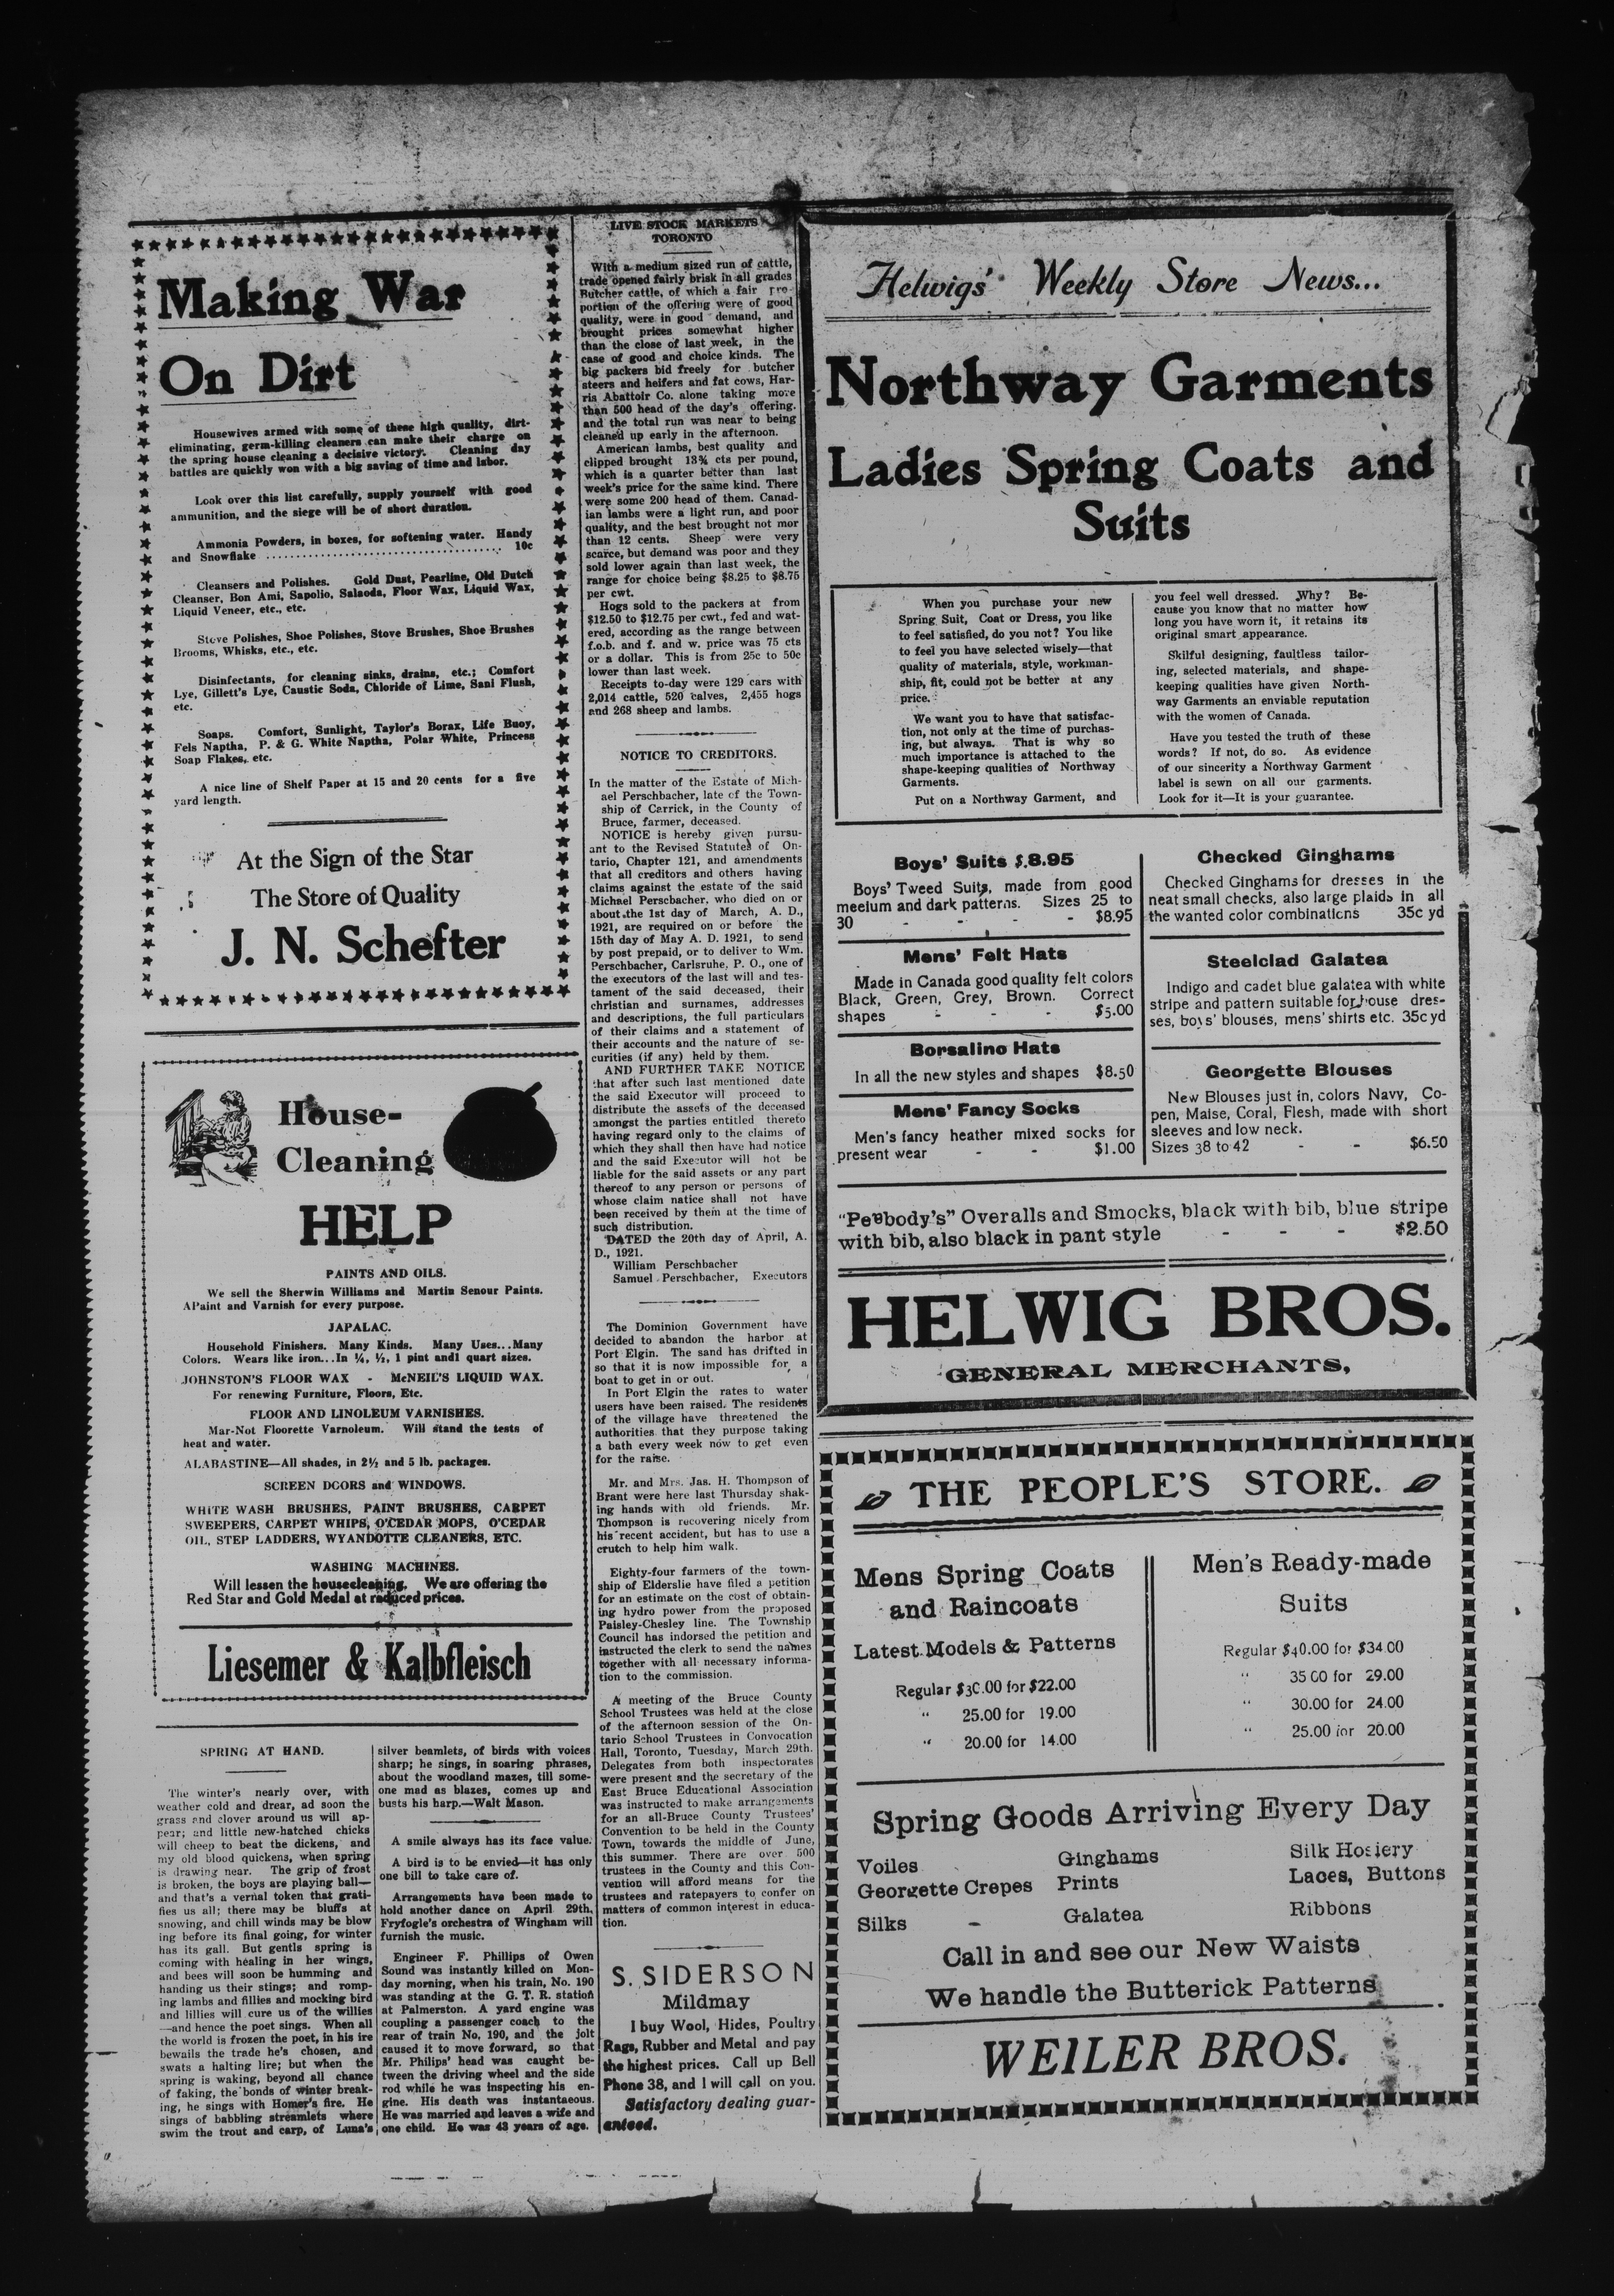 Making War
On Dirt
Housewives armed with some of these high quality, dirt-
eliminating, germ-killing cleaners can make their charge on
the spring house cleaning a decisive victory. Cleaning day
battles are quickly won with a big saving of time and labor.
Look over this list carefully, supply yourself with good
ammunition, and the siege will be of short duration.
Ammonia Powders, in boxes, for softening water. Handy
and Snowflake ........................................ 10c
Cleansers and Polishes. Gold Dust, Pearline, Old Dutch
Cleanser, Bon Ami, Sapolio, Salsoda, Floor Wax, Liquid Wax,
Liquid Veneer, etc., etc.
Stove Polishes, Shoe Polishes, Stove Brushes, Shoe Brushes
Brooms, Whisks, etc., etc.
Disinfectants, for cleaning sinks, drains, etc.; Comfort
Lye, Gillett's Lye, Caustic Soda, Chloride of Lime, Sani Flush,
etc.
Soaps. Comfort, Sunlight, Taylor's Borax, Life Buoy,
Fels Naptha, P. & G. White Naptha, Polar White, Princess
Soap Flakes, etc.
A nice line of Shelf Paper at 15 and 20 cents for a five
yard length.
At the Sign of the Star
The Store of Quality
J. N. Schefter
House-
Cleaning
HELP
PAINTS AND OILS.
We sell the Sherwin Williams and Martin Senour Paints.
APaint and Varnish for every purpose.
JAPALAC.
Household Finishers. Many Kinds. Many Uses...Many
Colors. Wears like iron...In ¼, ½, 1 pint and1 quart sizes.
JOHNSTON'S FLOOR WAX - McNEIL'S LIQUID WAX.
For renewing Furniture, Floors, Etc.
FLOOR AND LINOLEUM VARNISHES.
Mar-Not Floorette Varnoleum. Will stand the tests of
heat and water.
ALABASTINE—All shades, in 2½ and 5 lb. packages.
SCREEN DOORS and WINDOWS.
WHITE WASH BRUSHES, PAINT BRUSHES, CARPET
SWEEPERS, CARPET WHIPS, O'CEDAR MOPS, O'CEDAR
OIL, STEP LADDERS, WYANDOTTE CLEANERS, ETC.
WASHING MACHINES.
Will lessen the housecleaning. We are offering the
Red Star and Gold Medal at reduced prices.
Liesemer & Kalbfleisch
SPRING AT HAND.
The winter's nearly over, with
weather cold and drear, ad soon the
grass and clover around us will ap-
pear; and little new-hatched chicks
will cheep to beat the dickens, and
my old blood quickens, when spring
is drawing near. The grip of frost
is broken, the boys are playing ball—
and that's a vernal token that grati-
fies us all; there may be bluffs at
snowing, and chill winds may be blow
ing before its final going, for winter
has its gall. But gentls spring is
coming with healing in her wings,
and bees will soon be humming and
handing us their stings; and romp-
ing lambs and fillies and mocking bird
and lillies will cure us of the willies
—and hence the poet sings. When all
the world is frozen the poet, in his ire
bewails the trade he's chosen, and
swats a halting lire; but when the
spring is waking, beyond all chance
of faking, the bonds of winter break-
ing, he sings with Homer's fire. He
sings of babbling streamlets where
swim the trout and carp, of Luna's
silver beamlets, of birds with voices
sharp; he sings, in soaring phrases,
about the woodland mazes, till some-
one mad as blazes, comes up and
busts his harp.—Walt Mason.
A smile always has its face value.
A bird is to be envied—it has only
one bill to take care of.
Arrangements have been made to
hold another dance on April 29th.
Fryfogle's orchestra of Wingham will
furnish the music.
Engineer F. Phillips of Owen
Sound was instantly killed on Mon-
day morning, when his train, No. 190
was standing at the G. T. R. station
at Palmerston. A yard engine was
coupling a passenger coach to the
rear of train No. 190, and the jolt
caused it to move forward, so that
Mr. Philips' head was caught be-
tween the driving wheel and the side
rod while he was inspecting his en-
gine. His death was instantaeous.
He was married and leaves a wife and
one child. He was 43 years of age.
LIVE STOCK MARKETS
TORONTO
With a medium sized run of cattle,
trade opened fairly brisk in all grades
Butcher cattle, of which a fair pro-
portion of the offering were of good
quality, were in good demand, and
brought prices somewhat higher
than the close of last week, in the
case of good and choice kinds. The
big packers bid freely for butcher
steers and heifers and fat cows, Har-
ris Abattoir Co. alone taking more
than 500 head of the day's offering.
and the total run was near to being
cleaned up early in the afternoon.
American lambs, best quality and
clipped brought 13¾ cts per pound,
which is a quarter better than last
week's price for the same kind. There
were some 200 head of them. Canad-
ian lambs were a light run, and poor
quality, and the best brought not mor
than 12 cents. Sheep were very
scarce, but demand was poor and they
sold lower again than last week, the
range for choice being $8.25 to $8.75
per cwt.
Hogs sold to the packers at from
$12.50 to $12.75 per cwt., fed and wat-
ered, according as the range between
f.o.b. and f. and w. price was 75 cts
or a dollar. This is from 25c to 50c
lower than last week.
Receipts to-day were 129 cars with
2,014 cattle, 520 calves, 2,455 hogs
and 268 sheep and lambs.
NOTICE TO CREDITORS.
In the matter of the Estate of Mich-
ael Perschbacher, late of the Town-
ship of Carrick, in the County of
Bruce, farmer, deceased.
NOTICE is hereby given pursu-
ant to the Revised Statutes of On-
tario, Chapter 121, and amendments
that all creditors and others having
claims against the estate of the said
Michael Perscbacher, who died on or
about the 1st day of March, A. D.,
1921, are required on or before the
15th day of May A. D. 1921, to send
by post prepaid, or to deliver to Wm.
Perschbacher, Carlsruhe, P. O., one of
the executors of the last will and tes-
tament of the said deceased, their
christian and surnames, addresses
and descriptions, the full particulars
of their claims and a statement of
their accounts and the nature of se-
curities (if any) held by them.
AND FURTHER TAKE NOTICE
that after such last mentioned date
the said Executor will proceed to
distribute the assets of the deceased
amongst the parties entitled thereto
having regard only to the claims of
which they shall then have had notice
and the said Executor will not be
liable for the said assets or any part
thereof to any person or persons of
whose claim natice shall not have
been received by them at the time of
such distribution.
DATED the 20th day of April, A.
D., 1921.
William Perschbacher
Samuel Perschbacher, Executors
The Dominion Government have
decided to abandon the harbor at
Port Elgin. The sand has drifted in
so that it is now impossible for a
boat to get in or out.
In Port Elgin the rates to water
users have been raised. The residents
of the village have threatened the
authorities that they purpose taking
a bath every week now to get even
for the raise.
Mr. and Mrs. Jas. H. Thompson of
Brant were here last Thursday shak-
ing hands with old friends. Mr.
Thompson is recovering nicely from
his recent accident, but has to use a
crutch to help him walk.
Eighty-four farmers of the town-
ship of Elderslie have filed a petition
for an estimate on the cost of obtain-
ing hydro power from the proposed
Paisley-Chesley line. The Township
Council has indorsed the petition and
instructed the clerk to send the names
together with all necessary informa-
tion to the commission.
A meeting of the Bruce County
School Trustees was held at the close
of the afternoon session of the On-
tario School Trustees in Convocation
Hall, Toronto, Tuesday, March 29th.
Delegates from both inspectorates
were present and the secretary of the
East Bruce Educational Association
was instructed to make arrangements
for an all-Bruce County Trustees'
Convention to be held in the County
Town, towards the middle of June,
this summer. There are over 500
trustees in the County and this Con-
vention will afford means for the
trustees and ratepayers to confer on
matters of common interest in educa-
tion.
S. SIDERSON
Mildmay
I buy Wool, Hides, Poultry
Rags, Rubber and Metal and pay
the highest prices. Call up Bell
Phone 38, and I will call on you.
Satisfactory dealing guar-
anteed.
Helwigs' Weekly Store News...
Northway Garments
Ladies Spring Coats and
Suits
When you purchase your new
Spring Suit, Coat or Dress, you like
to feel satisfied, do you not? You like
to feel you have selected wisely—that
quality of materials, style, workman-
ship, fit, could not be better at any
price.
We want you to have that satisfac-
tion, not only at the time of purchas-
ing, but always. That is why so
much importance is attached to the
shape-keeping qualities of Northway
Garments.
Put on a Northway Garment, and
you feel well dressed. Why? Be-
cause you know that no matter how
long you have worn it, it retains its
original smart appearance.
Skilful designing, faultless tailor-
ing, selected materials, and shape-
keeping qualities have given North-
way Garments an enviable reputation
with the women of Canada.
Have you tested the truth of these
words? If not, do so. As evidence
of our sincerity a Northway Garment
label is sewn on all our garments.
Look for it—It is your guarantee.
Boys' Suits $.8.95
Boys' Tweed Suits, made from good
meeium and dark patterns. Sizes 25 to
30 - - - - $8.95
Mens' Felt Hats
Made in Canada good quality felt colors
Black, Green, Grey, Brown. Correct
shapes - - - $5.00
Borsalino Hats
In all the new styles and shapes $8.50
Mens' Fancy Socks
Men's fancy heather mixed socks for
present wear - - $1.00
Checked Ginghams
Checked Ginghams for dresses in the
neat small checks, also large plaids in all
the wanted color combinations 35c yd
Steelclad Galatea
Indigo and cadet blue galatea with white
stripe and pattern suitable for house dres-
ses, boys' blouses, mens' shirts etc. 35c yd
Georgette Blouses
New Blouses just in, colors Navy, Co-
pen, Maise, Coral, Flesh, made with short
sleeves and low neck.
Sizes 38 to 42 - - $6.50
"Peebody's" Overalls and Smocks, black with bib, blue stripe
with bib, also black in pant style - - - $2.50
HELWIG BROS.
GENERAL MERCHANTS,
THE PEOPLE'S STORE.
Mens Spring Coats
and Raincoats
Latest Models & Patterns
Regular $30.00 for $22.00
" 25.00 for 19.00
" 20.00 for 14.00
Men's Ready-made
Suits
Regular $40.00 for $34.00
" 35.00 for 29.00
" 30.00 for 24.00
" 25.00 for 20.00
Spring Goods Arriving Every Day
Voiles Ginghams Silk Hosiery
Georgette Crepes Prints Laces, Buttons
Silks - Galatea Ribbons
Call in and see our New Waists
We handle the Butterick Patterns
WEILER BROS.